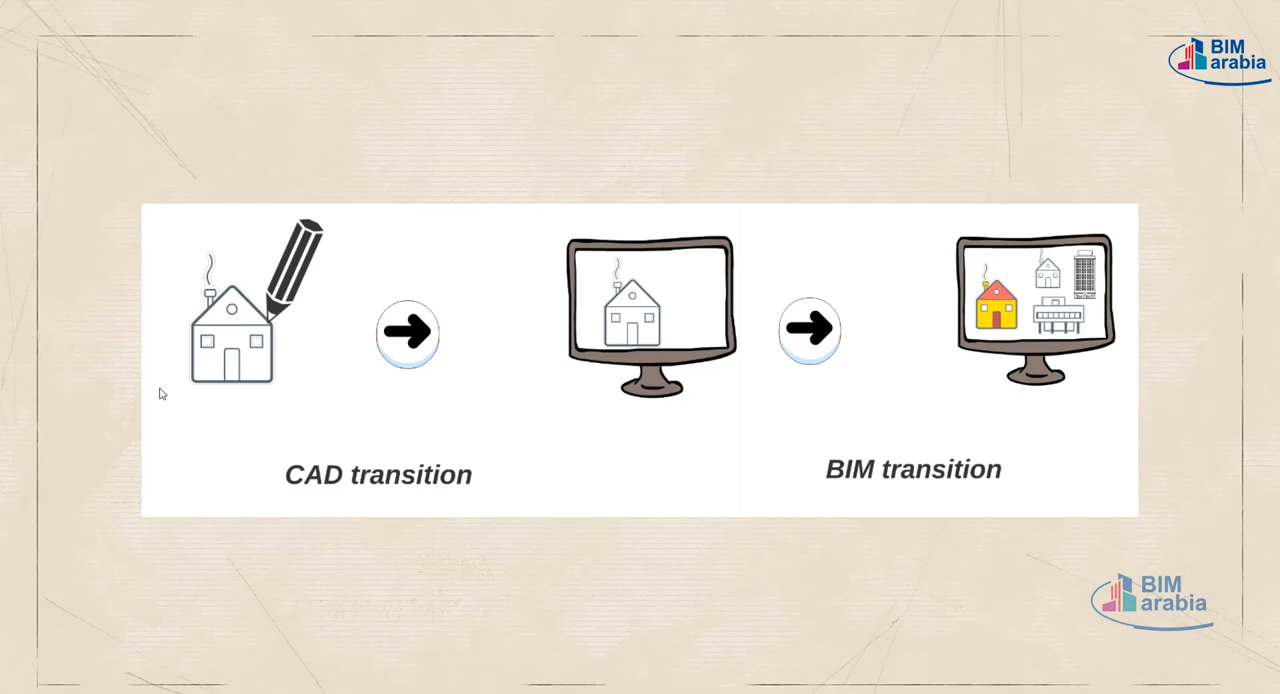 BIM
arabia
CAD transition
BIM transition
BIM
arabia